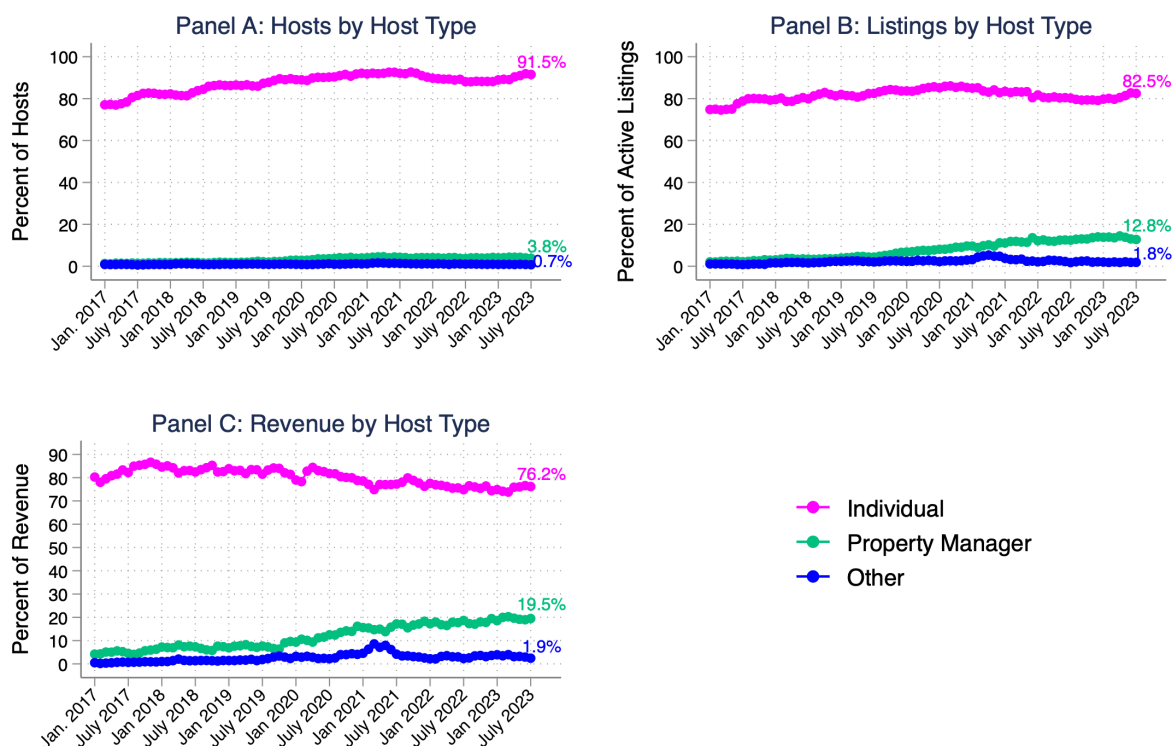 Panel A: Hosts by Host Type
Percent of Hosts
100
80
60
40
20
0
91.5%
3.8%
0.7%
Jan. 2017
July 2017
Jan 2018
July 2018
Jan 2019
July 2019
Jan 2020
July 2020
Jan 2021
July 2021
Jan 2022
July 2022
Jan 2023
July 2023
Panel B: Listings by Host Type
Percent of Active Listings
100
80
60
40
20
0
82.5%
12.8%
1.8%
Jan. 2017
July 2017
Jan 2018
July 2018
Jan 2019
July 2019
Jan 2020
July 2020
Jan 2021
July 2021
Jan 2022
July 2022
Jan 2023
July 2023
Panel C: Revenue by Host Type
Percent of Revenue
90
80
70
60
50
40
30
20
10
0
76.2%
19.5%
1.9%
Jan. 2017
July 2017
Jan 2018
July 2018
Jan 2019
July 2019
Jan 2020
July 2020
Jan 2021
July 2021
Jan 2022
July 2022
Jan 2023
July 2023
Individual
Property Manager
Other